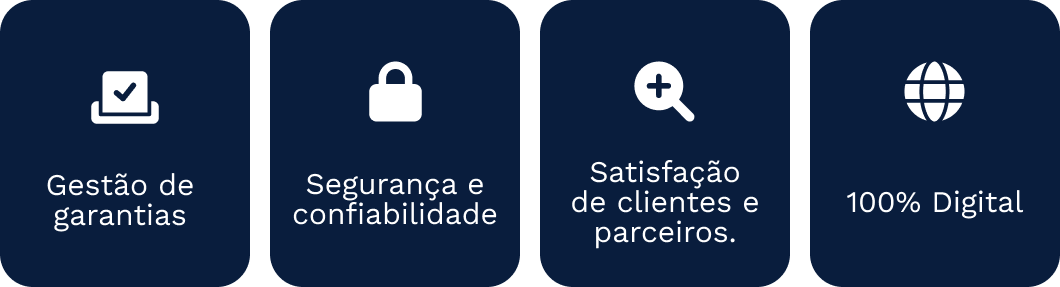 Gestão de
garantias
Segurança e
confiabilidade
Satisfação
de clientes e
parceiros.
100% Digital